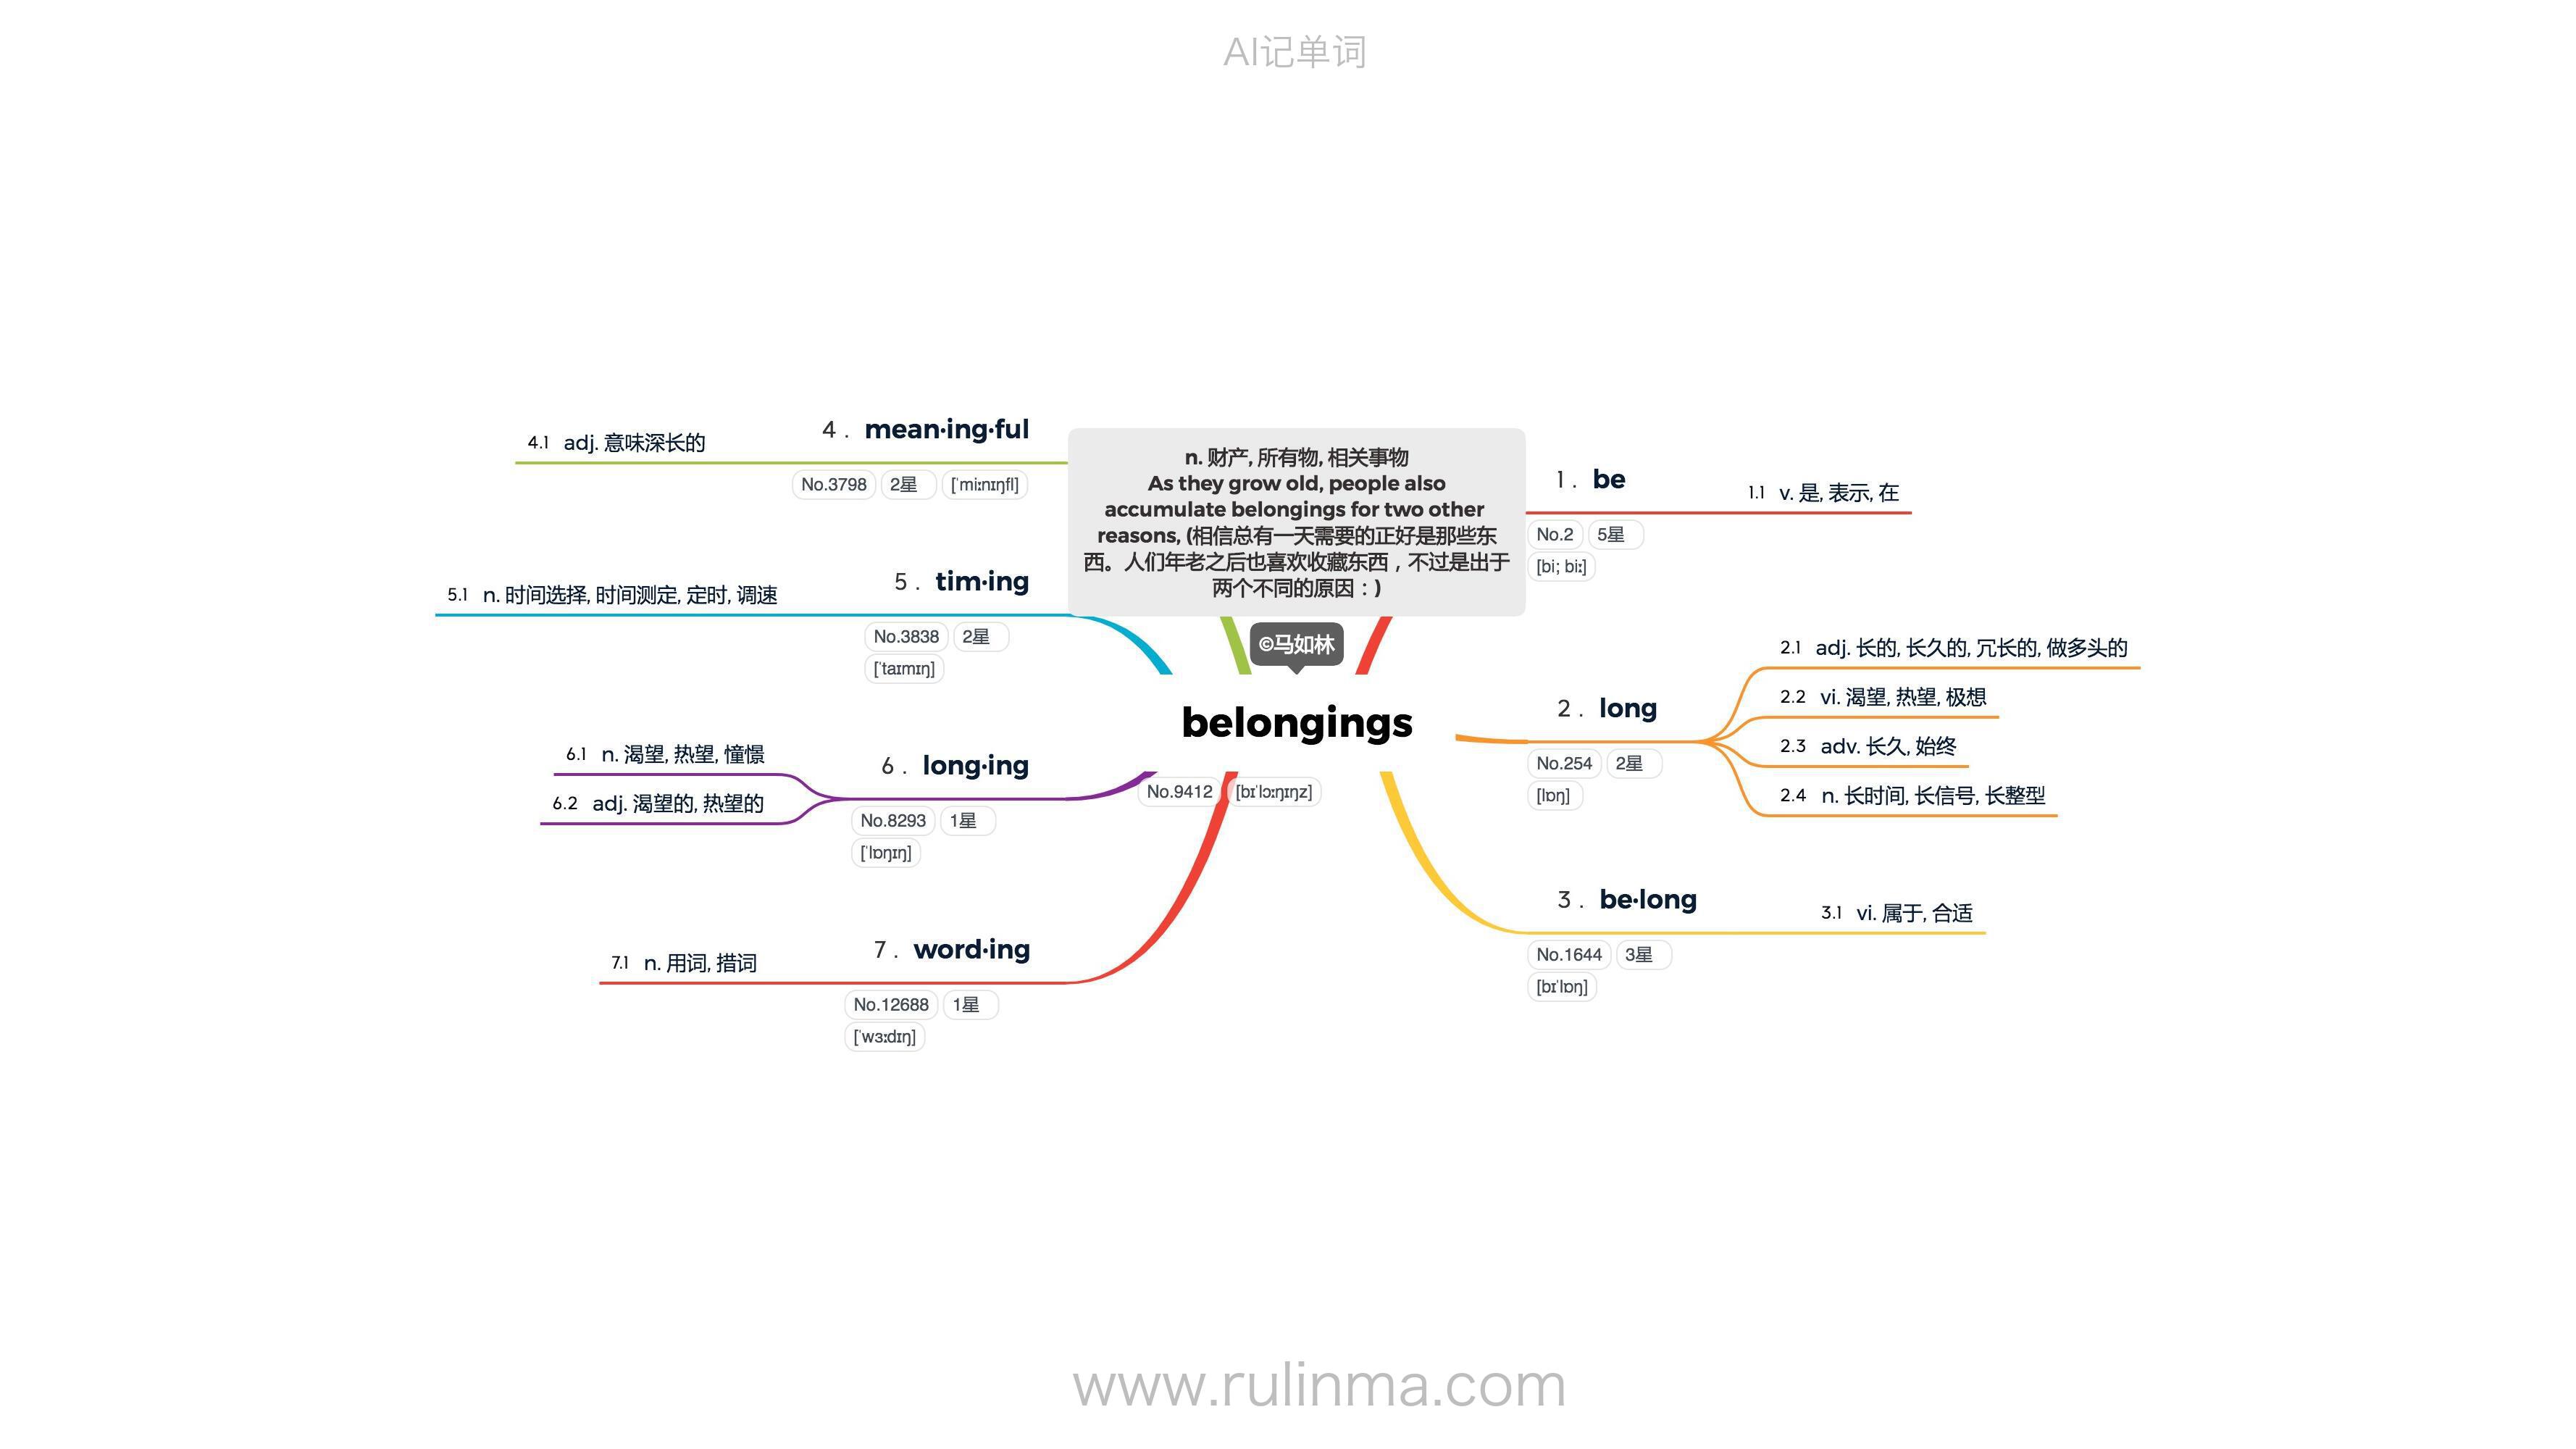 AI记单词
n. 财产, 所有物, 相关事物
As they grow old, people also
accumulate belongings for two other
reasons, (相信总有一天需要的正好是那些东
西。人们年老之后也喜欢收藏东西，不过是出于
两个不同的原因：)
©马如林
belongings
No.9412 [bɪˈlɔːŋɪŋz]
1. be
No.2 5星
[bi; biː]
1.1 v. 是, 表示, 在
2. long
No.254 2星
[lɒŋ]
2.1 adj. 长的, 长久的, 冗长的, 做多头的
2.2 vi. 渴望, 热望, 极想
2.3 adv. 长久, 始终
2.4 n. 长时间, 长信号, 长整型
3. be·long
No.1644 3星
[bɪˈlɒŋ]
3.1 vi. 属于, 合适
4. mean·ing·ful
No.3798 2星 [ˈmiːnɪŋfl]
4.1 adj. 意味深长的
5. tim·ing
No.3838 2星
[ˈtaɪmɪŋ]
5.1 n. 时间选择, 时间测定, 定时, 调速
6. long·ing
No.8293 1星
[ˈlɒŋɪŋ]
6.1 n. 渴望, 热望, 憧憬
6.2 adj. 渴望的, 热望的
7. word·ing
No.12688 1星
[ˈwɜːdɪŋ]
7.1 n. 用词, 措词
www.rulinma.com